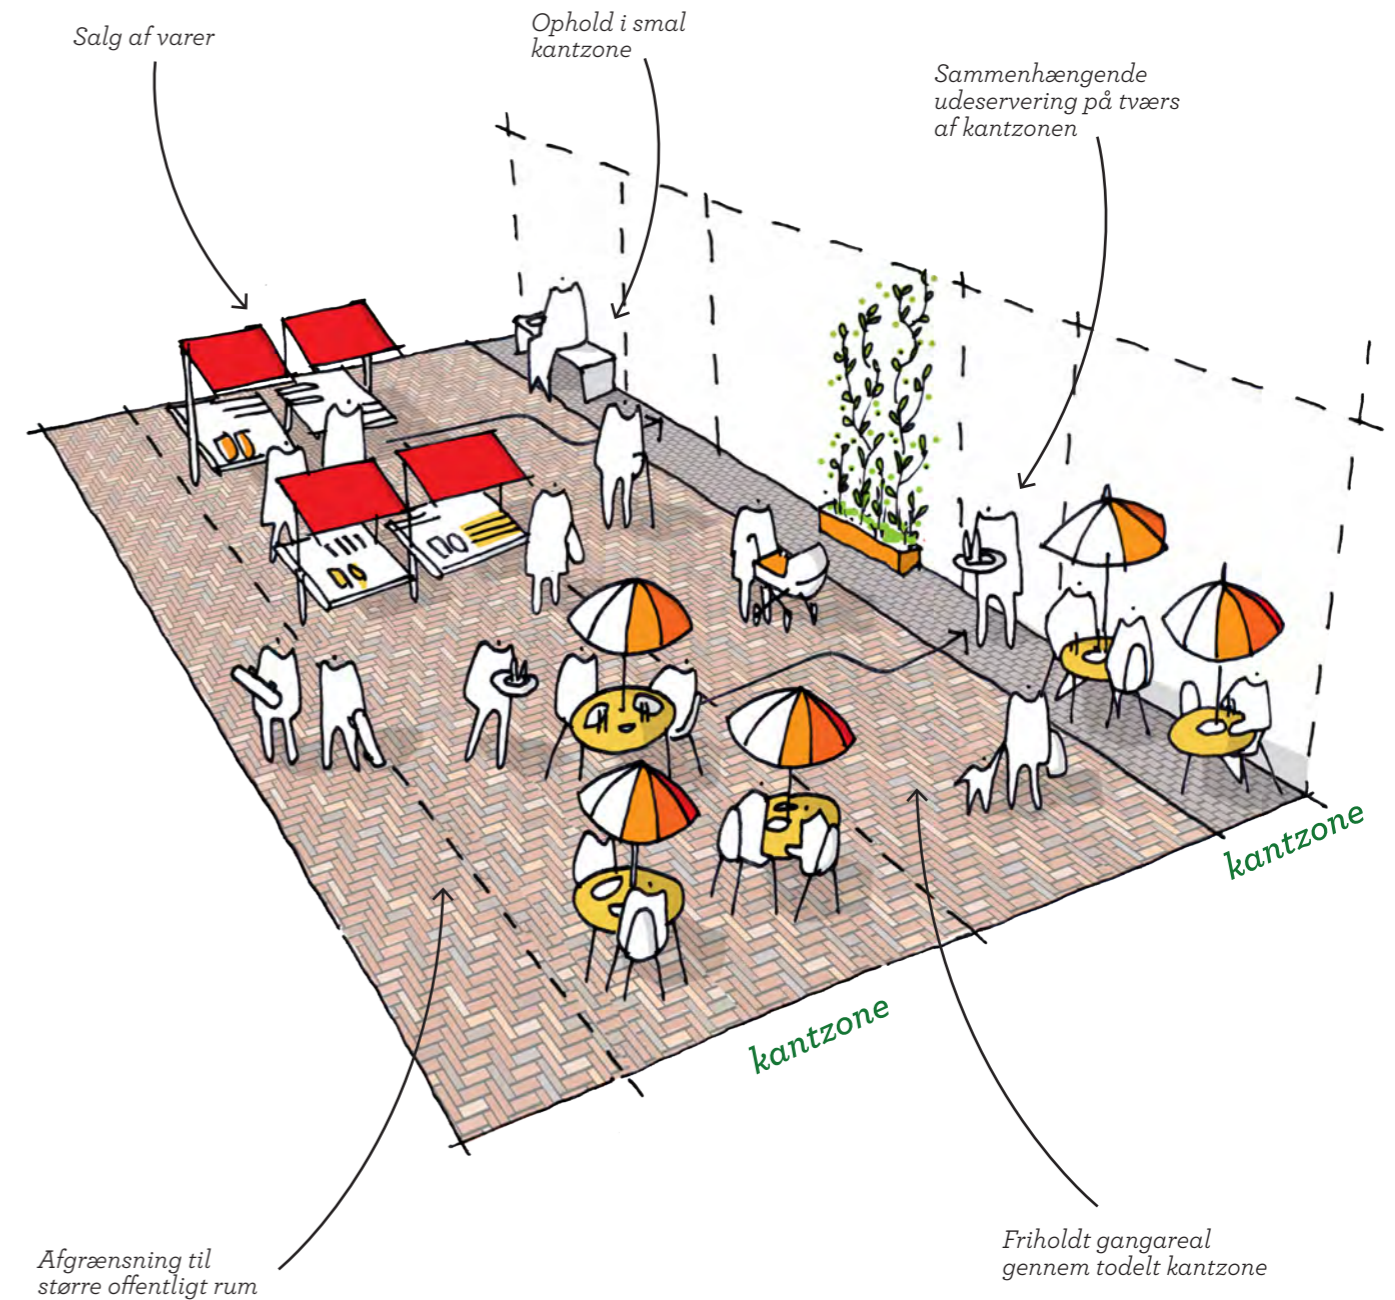 Salg af varer
Ophold i smal
kantzone
Sammenhængende
udeservering på tværs
af kantzonen
kantzone
kantzone
Afgrænsning til
større offentligt rum
Friholdt gangareal
gennem todelt kantzone